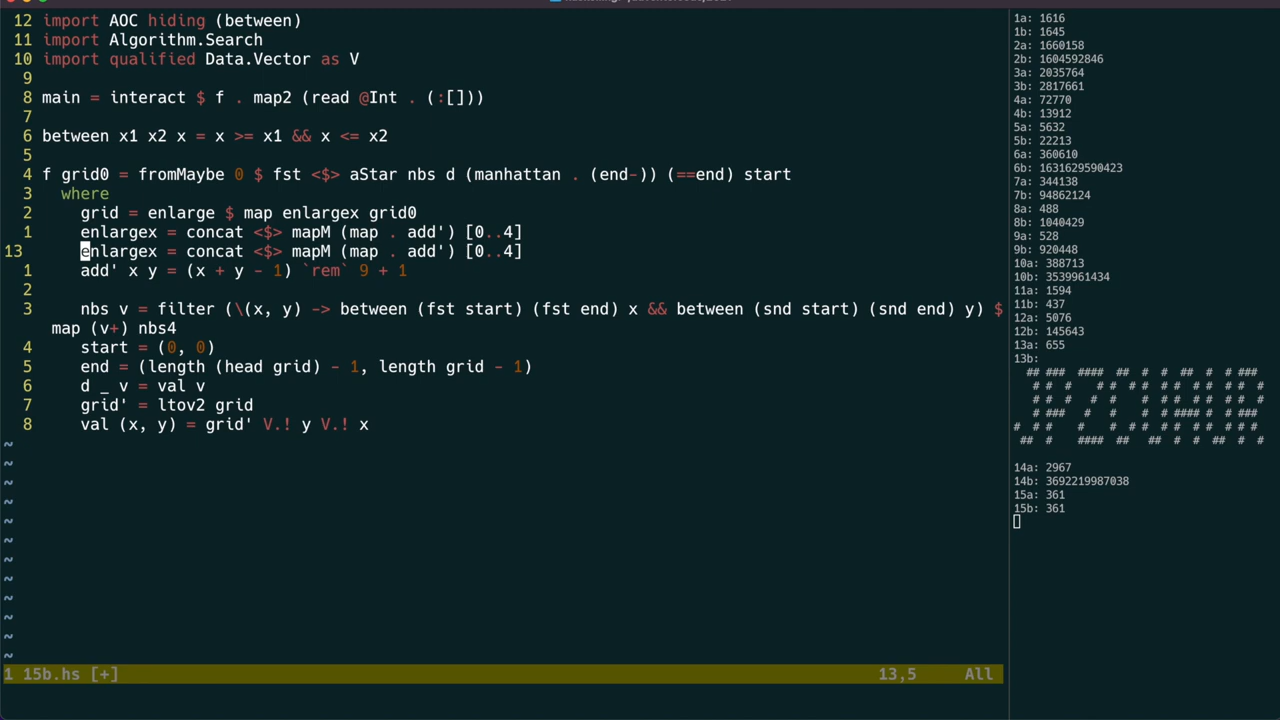 12 import AOC hiding (between)
11 import Algorithm.Search
10 import qualified Data.Vector as V
9
8 main = interact $ f . map2 (read @Int . (:[]))
7
6 between x1 x2 x = x >= x1 && x <= x2
5
4 f grid0 = fromMaybe 0 $ fst <$> aStar nbs d (manhattan . (end-)) (==end) start
3 where
2 grid = enlarge $ map enlargex grid0
1 enlargex = concat <$> mapM (map . add') [0..4]
13 enlargex = concat <$> mapM (map . add') [0..4]
1 add' x y = (x + y - 1) `rem` 9 + 1
2
3 nbs v = filter (\(x, y) -> between (fst start) (fst end) x && between (snd start) (snd end) y) $
map (v+) nbs4
4 start = (0, 0)
5 end = (length (head grid) - 1, length grid - 1)
6 d _ v = val v
7 grid' = ltov2 grid
8 val (x, y) = grid' V.! y V.! x
~
~
~
~
~
~
~
~
~
~
~
~
1 15b.hs [+] 13,5 All
1a: 1616
1b: 1645
2a: 1660158
2b: 1604592846
3a: 2035764
3b: 2817661
4a: 72770
4b: 13912
5a: 5632
5b: 22213
6a: 360610
6b: 1631629590423
7a: 344138
7b: 94862124
8a: 488
8b: 1040429
9a: 528
9b: 920448
10a: 388713
10b: 3539961434
11a: 1594
11b: 437
12a: 5076
12b: 145643
13a: 655
13b:
14a: 2967
14b: 3692219987038
15a: 361
15b: 361